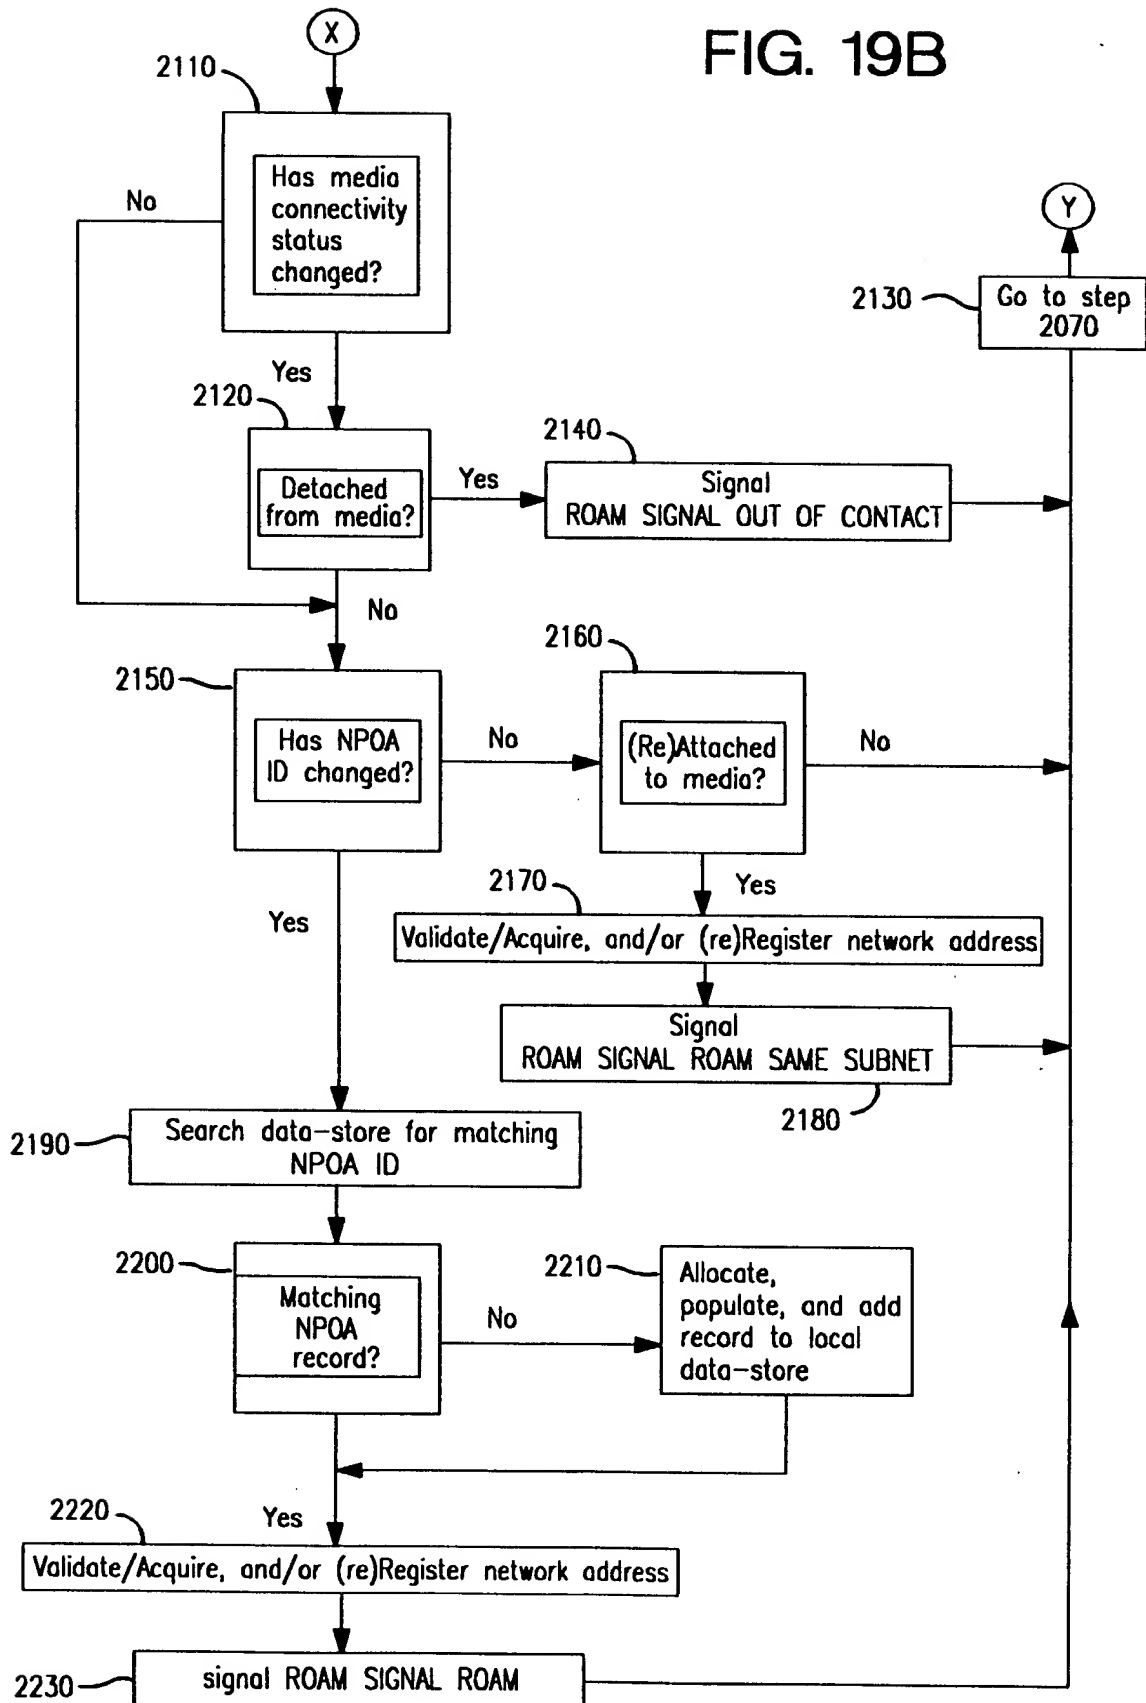 FIG. 19B
X
2110
Has media
connectivity
status
changed?
No
Yes
Y
2130
Go to step
2070
2120
Detached
from media?
Yes
2140
Signal
ROAM SIGNAL OUT OF CONTACT
No
2150
Has NPOA
ID changed?
No
2160
(Re)Attached
to media?
No
Yes
2170
Yes
Validate/Acquire, and/or (re)Register network address
Signal
ROAM SIGNAL ROAM SAME SUBNET
2180
2190
Search data-store for matching
NPOA ID
2200
Matching
NPOA
record?
No
2210
Allocate,
populate, and add
record to local
data-store
2220
Yes
Validate/Acquire, and/or (re)Register network address
2230
signal ROAM SIGNAL ROAM